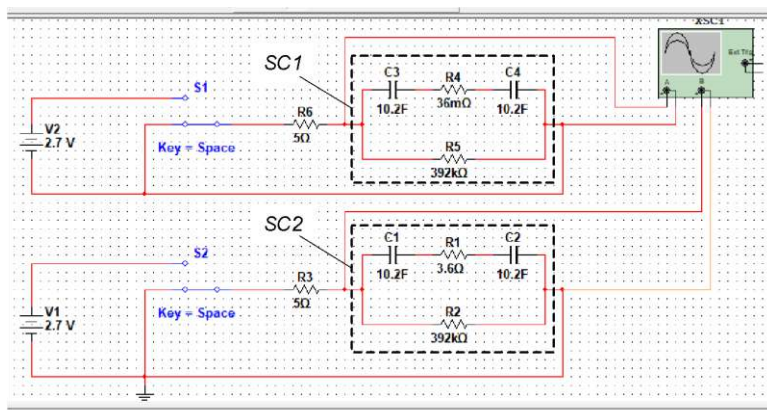 XSC1
Ext Trig
A
B
SC1
S1
C3
R4
C4
10.2F
36mΩ
10.2F
R6
5Ω
V2
2.7 V
Key = Space
R5
392kΩ
SC2
S2
C1
R1
C2
10.2F
3.6Ω
10.2F
R3
5Ω
V1
2.7 V
Key = Space
R2
392kΩ